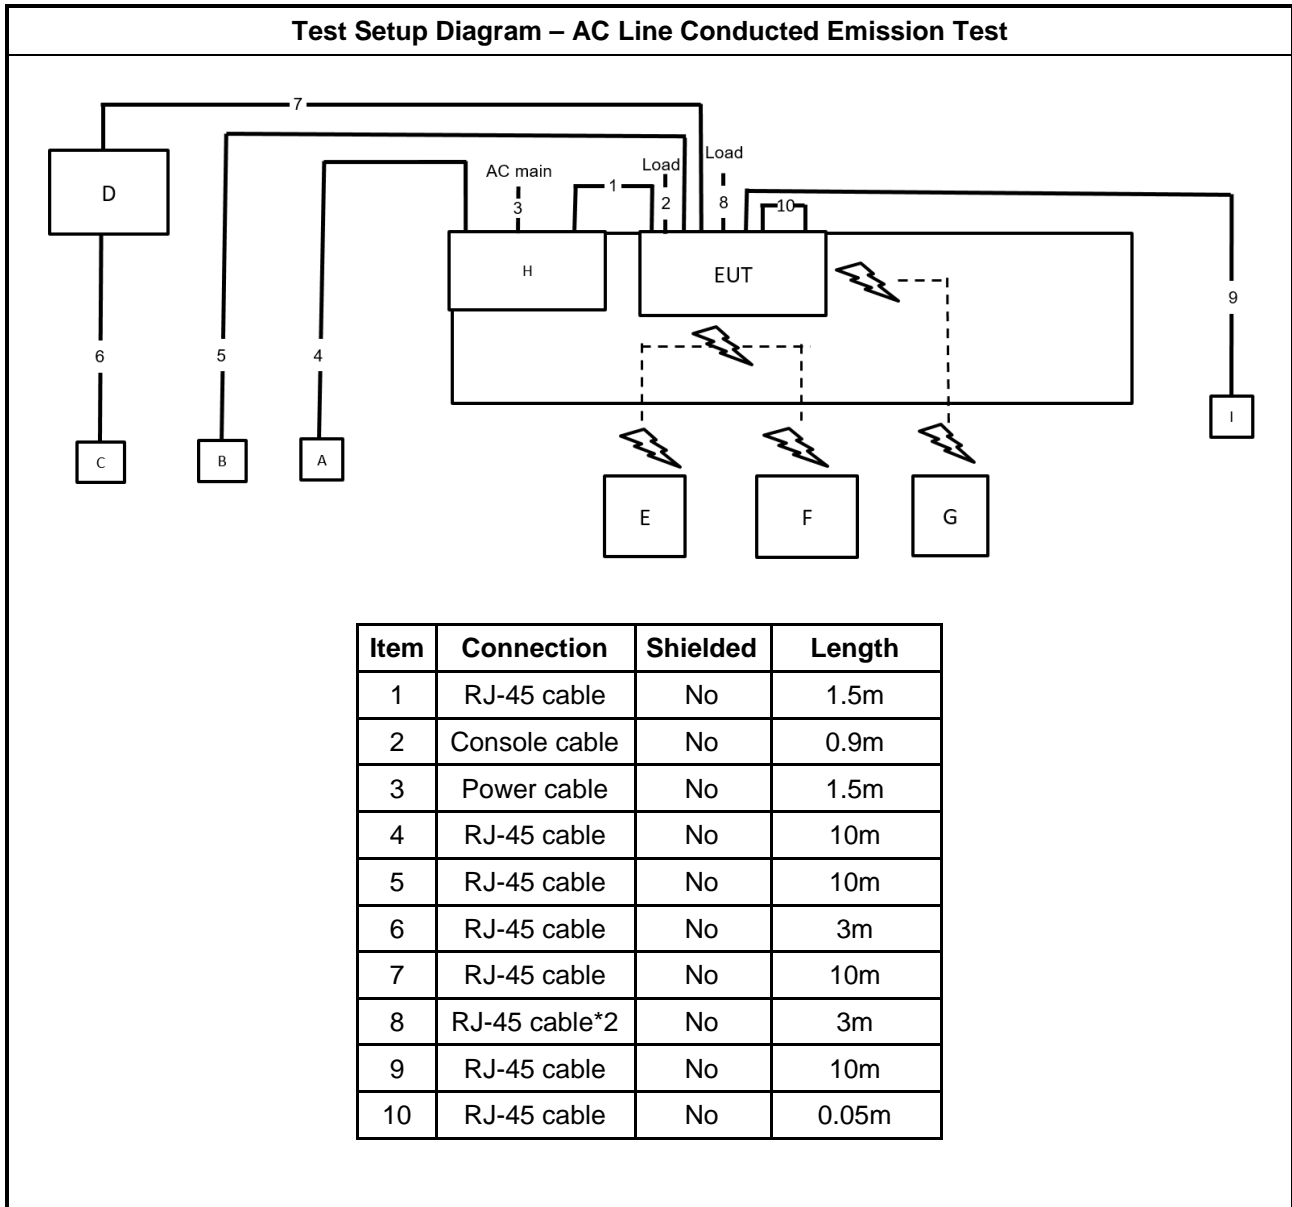 Test Setup Diagram – AC Line Conducted Emission Test
7
D
AC main
Load
Load
1
3
2
8
10
H
EUT
9
6
5
4
I
C
B
A
E
F
G
Item Connection Shielded Length
1 RJ-45 cable No 1.5m
2 Console cable No 0.9m
3 Power cable No 1.5m
4 RJ-45 cable No 10m
5 RJ-45 cable No 10m
6 RJ-45 cable No 3m
7 RJ-45 cable No 10m
8 RJ-45 cable*2 No 3m
9 RJ-45 cable No 10m
10 RJ-45 cable No 0.05m